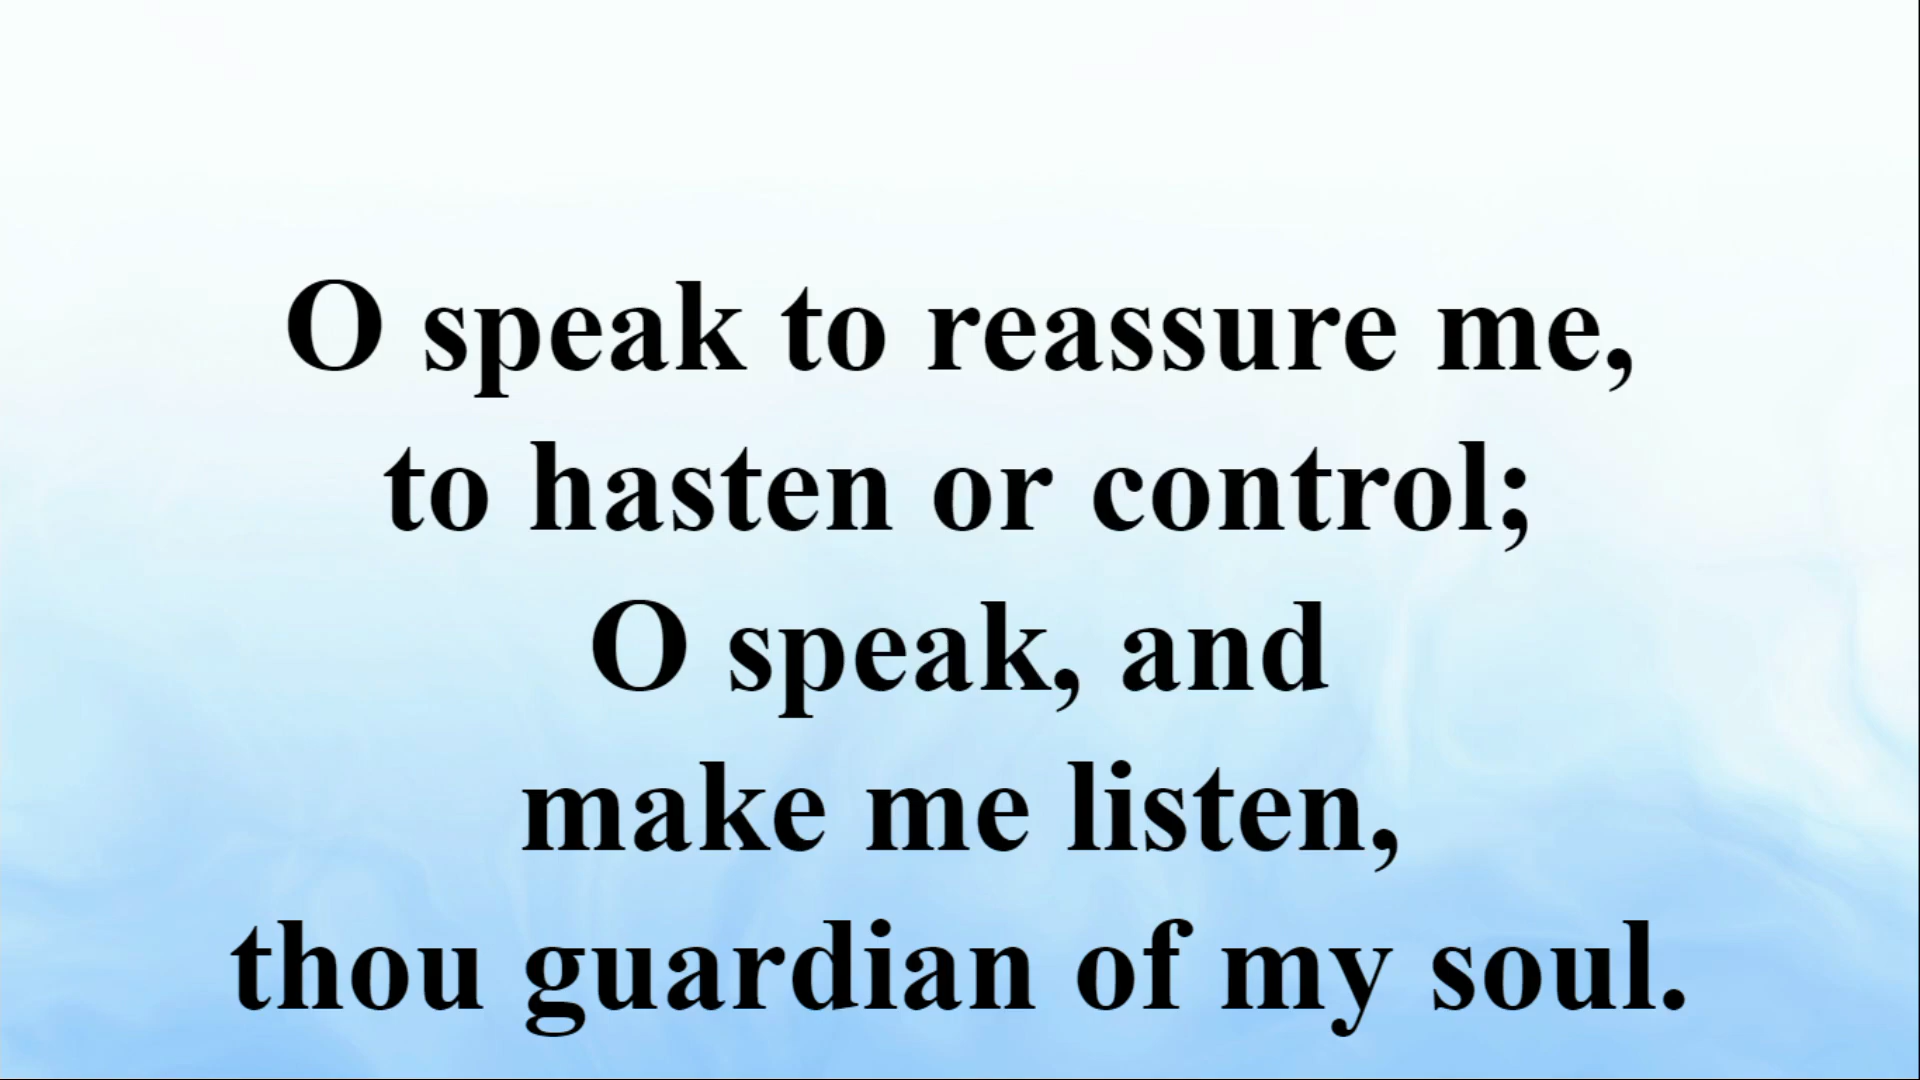 O speak to reassure me,
to hasten or control;
O speak, and
make me listen,
thou guardian of my soul.